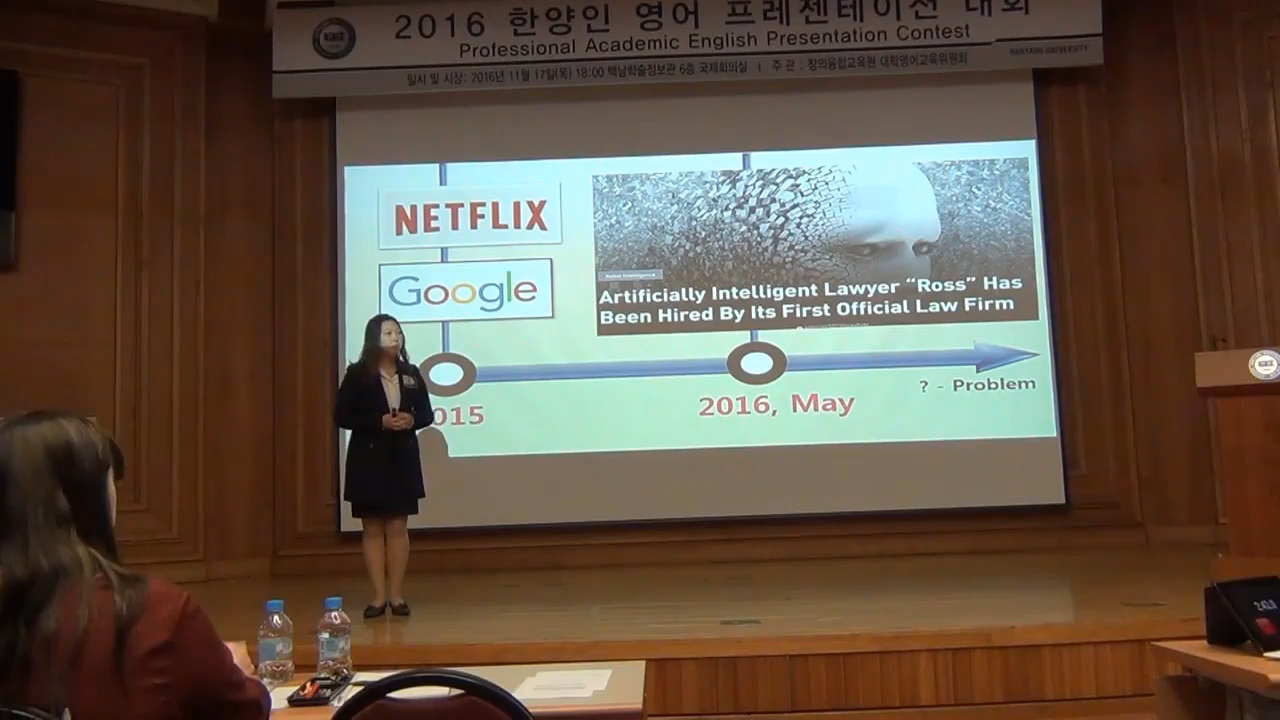 2016 한양인 영어 프레젠테이션 대회
Professional Academic English Presentation Contest
HANYANG UNIVERSITY
일시 및 시상: 2016년 11월 17일(목) 18:00 백남학술정보관 6층 국제회의실 | 주관 : 창의융합교육원 대학영어교육위원회
NETFLIX
Google
Artificially Intelligent Lawyer “Ross” Has
Been Hired By Its First Official Law Firm
? - Problem
015
2016, May